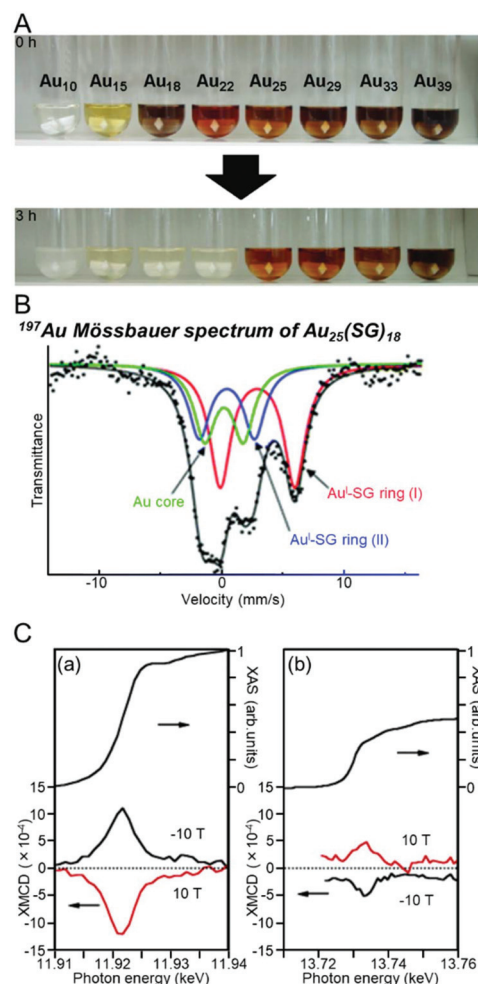 A
0 h
Au10 Au15 Au18 Au22 Au25 Au29 Au33 Au39
3 h
B
197Au Mössbauer spectrum of Au25(SG)18
Transmittance
Au core
AuI-SG ring (I)
AuI-SG ring (II)
-10 0 10
Velocity (mm/s)
C
(a)
1
XAS (arb.units)
0
15
10
5
0
-5
-10
-15
XMCD ( × 10-4)
-10 T
10 T
11.91 11.92 11.93 11.94
Photon energy (keV)
(b)
1
XAS (arb.units)
0
15
10
5
0
-5
-10
-15
XMCD ( × 10-4)
10 T
-10 T
13.72 13.74 13.76
Photon energy (keV)